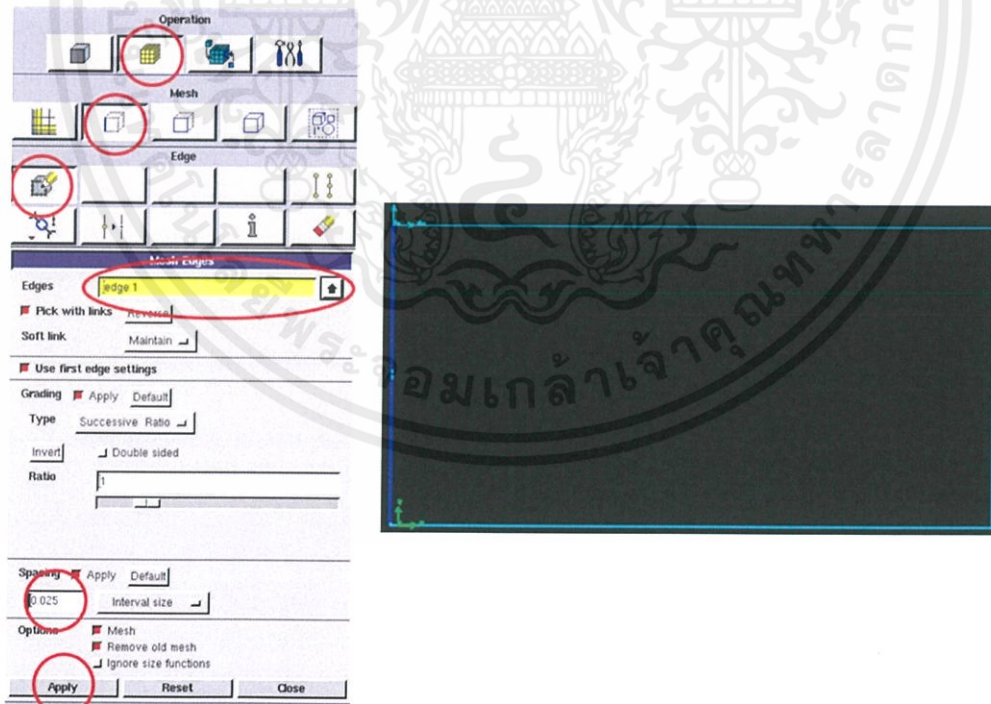 Operation
Mesh
Edge
Mesh Edges
Edges edge 1
Pick with links Reverse
Soft link Maintain
Use first edge settings
Grading Apply Default
Type Successive Ratio
Invert Double sided
Ratio 1
Spacing Apply Default
0.025 Interval size
Options Mesh
Remove old mesh
Ignore size functions
Apply Reset Close